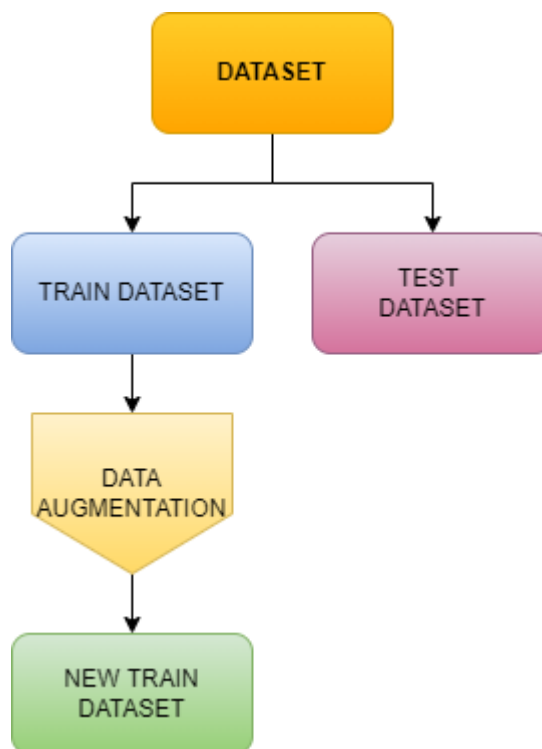 DATASET
TRAIN DATASET
TEST
DATASET
DATA
AUGMENTATION
NEW TRAIN
DATASET